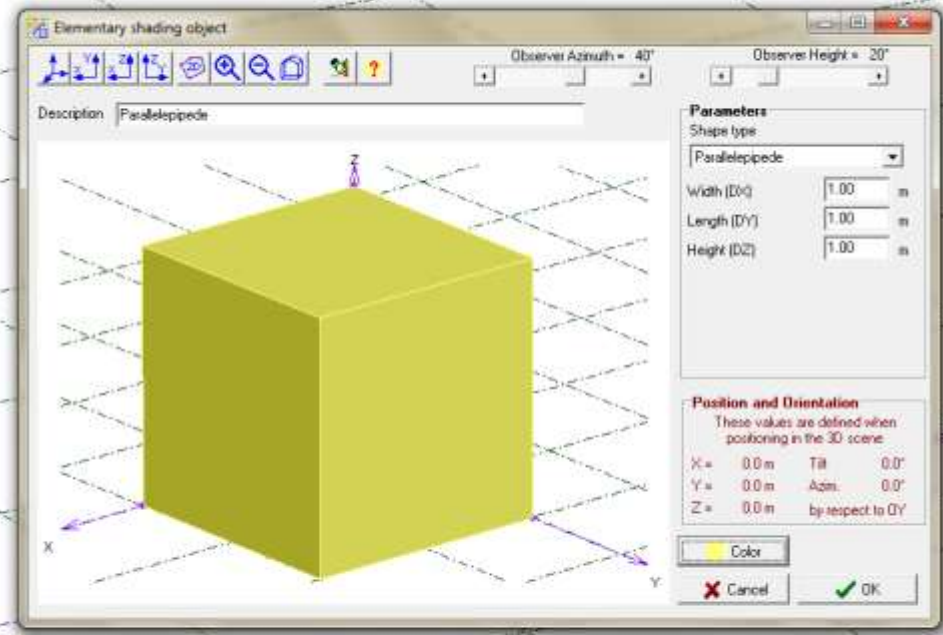 Elementary shading object
Observer Azimuth = 40°
Observer Height = 20°
Description Parallelepipede
Parameters
Shape type
Parallelepipede
Width (DX) 1.00 m
Length (DY) 1.00 m
Height (DZ) 1.00 m
Z
X
Y
Position and Orientation
These values are defined when
positioning in the 3D scene
X = 0.0 m Tilt 0.0°
Y = 0.0 m Azim. 0.0°
Z = 0.0 m by respect to OY
Color
Cancel OK